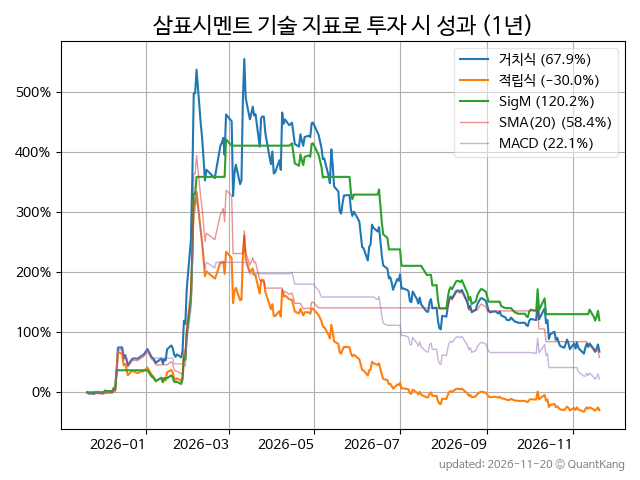 삼표시멘트 기술 지표로 투자 시 성과 (1년)
거치식 (67.9%)
적립식 (-30.0%)
SigM (120.2%)
SMA(20) (58.4%)
MACD (22.1%)
500%
400%
300%
200%
100%
0%
2026-01 2026-03 2026-05 2026-07 2026-09 2026-11
updated: 2026-11-20 © QuantKang